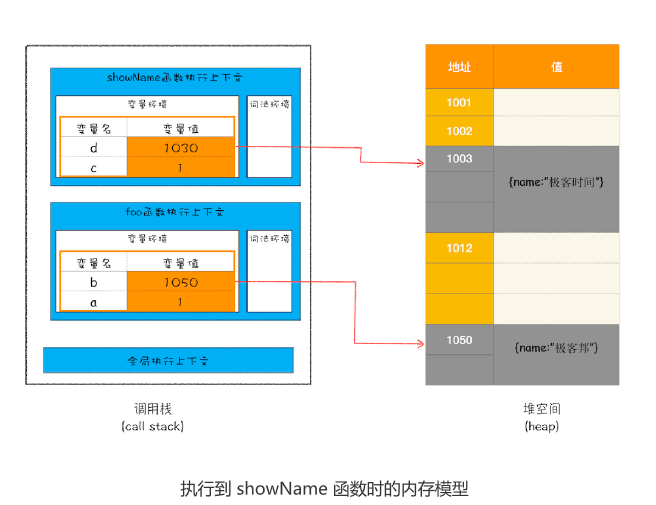 showName函数执行上下文
变量环境
词法环境
变量名 变量值
d 1030
c 1
foo函数执行上下文
变量环境
词法环境
变量名 变量值
b 1050
a 1
全局执行上下文
调用栈
(call stack)
地址 值
1001
1002
1003
{name:"极客时间"}
1012
1050
{name:"极客邦"}
堆空间
(heap)
执行到 showName 函数时的内存模型